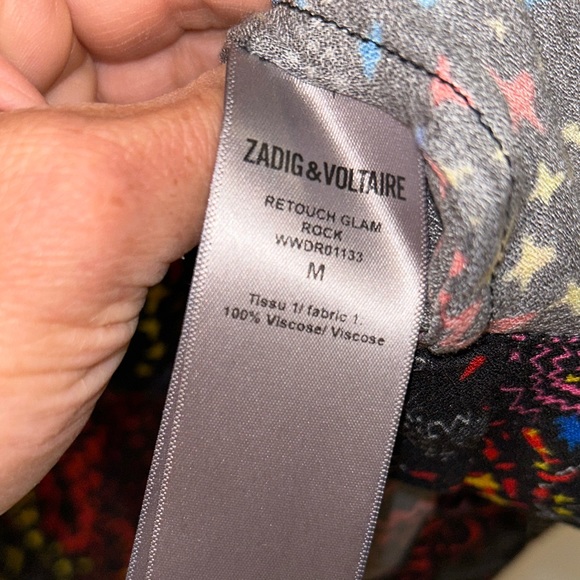 ZADIG&VOLTAIRE
RETOUCH GLAM
ROCK
WWDR01133
M
Tissu 1/ fabric 1.
100% Viscose/ Viscose